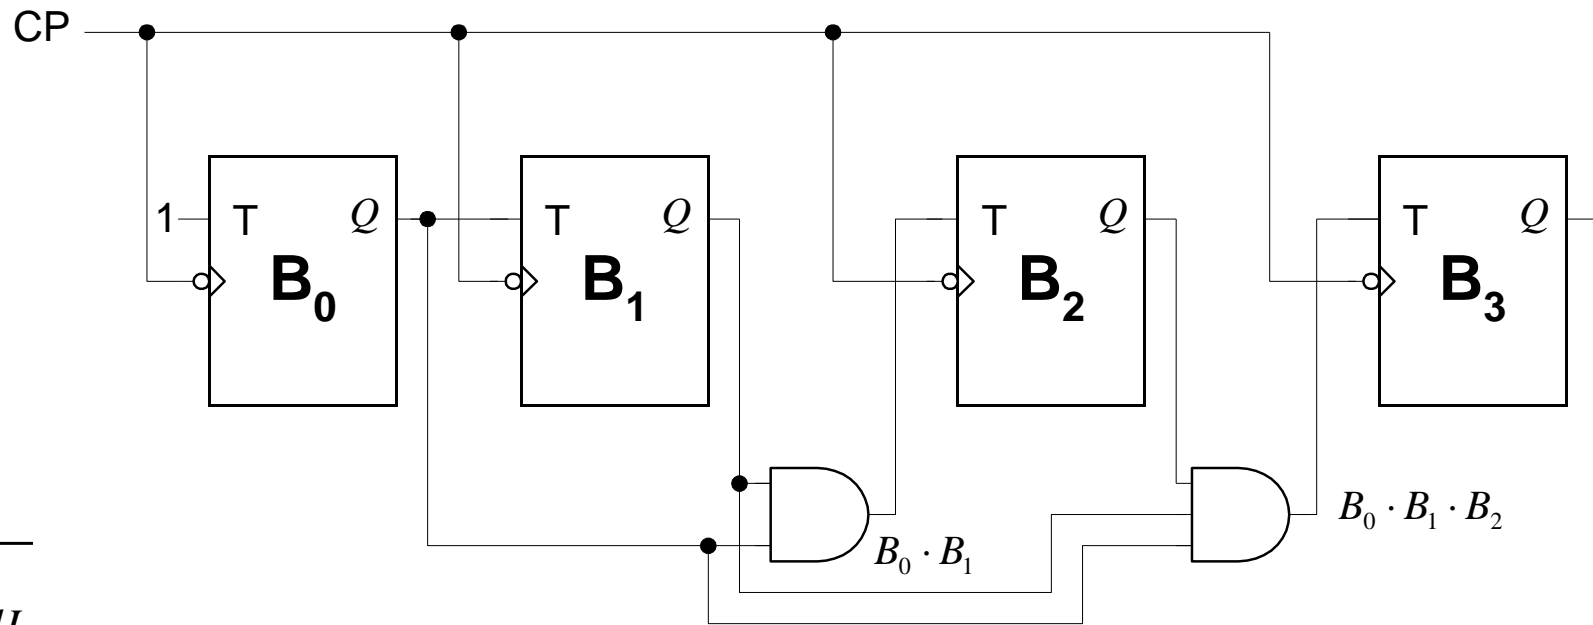 CP
1 T Q T Q T Q T Q
B₀ B₁ B₂ B₃
B₀ · B₁ · B₂
B₀ · B₁